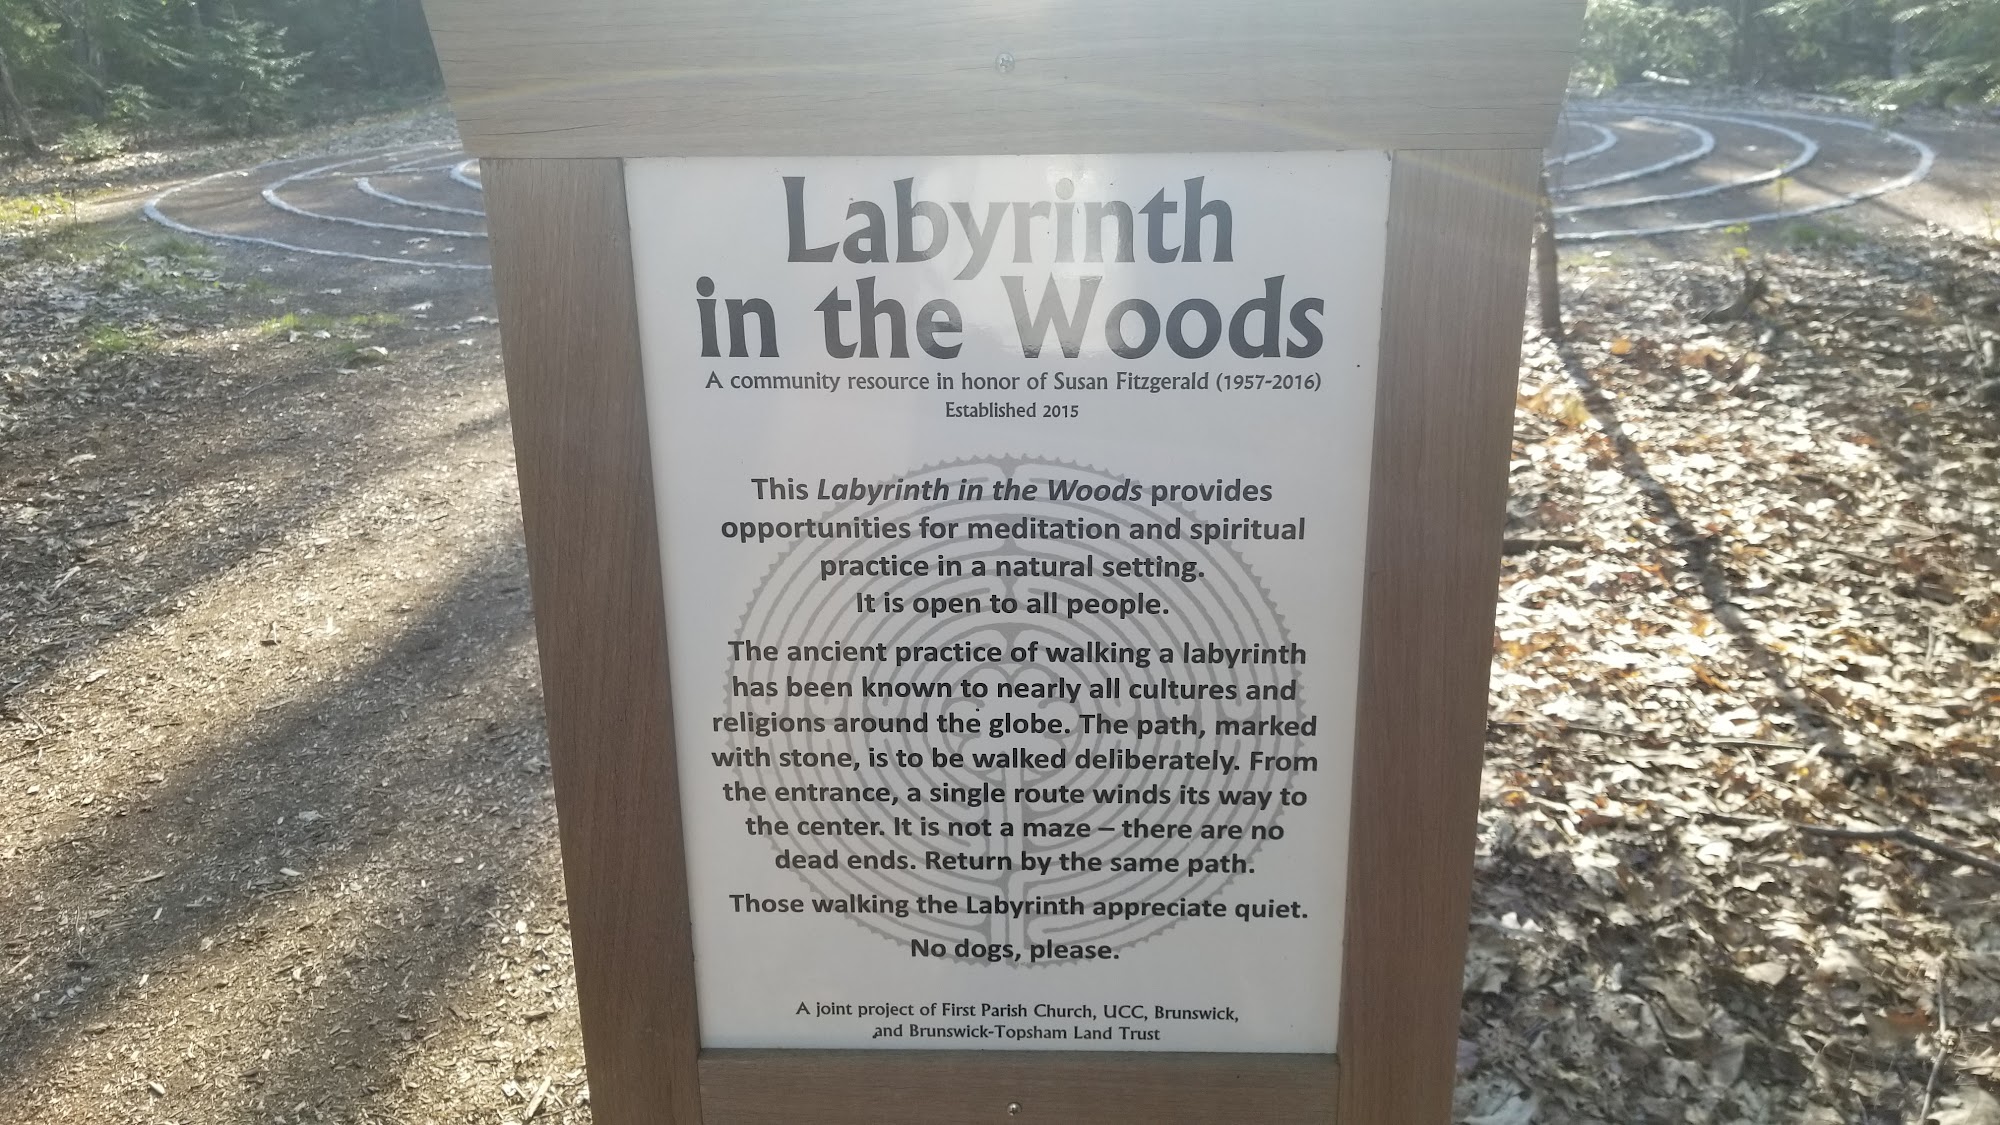 Labyrinth
in the Woods
A community resource in honor of Susan Fitzgerald (1957-2016)
Established 2015
This Labyrinth in the Woods provides
opportunities for meditation and spiritual
practice in a natural setting.
It is open to all people.
The ancient practice of walking a labyrinth
has been known to nearly all cultures and
religions around the globe. The path, marked
with stone, is to be walked deliberately. From
the entrance, a single route winds its way to
the center. It is not a maze – there are no
dead ends. Return by the same path.
Those walking the Labyrinth appreciate quiet.
No dogs, please.
A joint project of First Parish Church, UCC, Brunswick,
and Brunswick-Topsham Land Trust